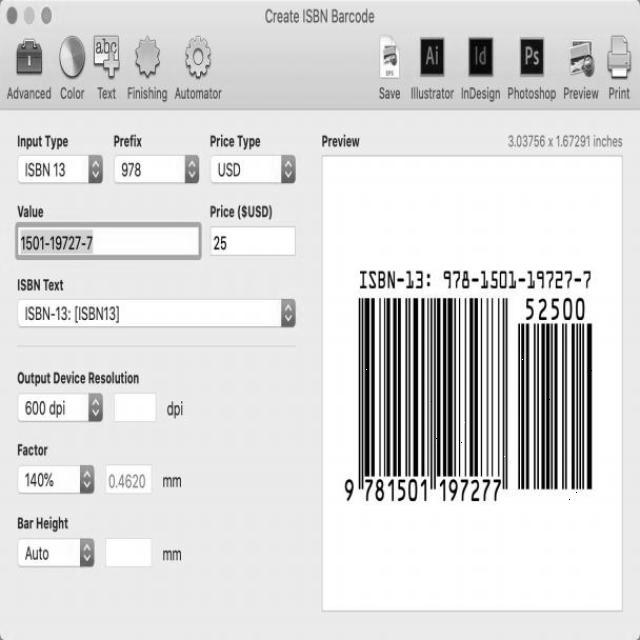 Create ISBN Barcode
abc
EPS
Ai
Id
Ps
Advanced Color Text Finishing Automator Save Illustrator InDesign Photoshop Preview Print
Input Type Prefix Price Type Preview 3.03756 x 1.67291 inches
ISBN 13 978 USD
Value Price ($USD)
1501-19727-7 25
ISBN Text
ISBN-13: [ISBN13]
Output Device Resolution
600 dpi dpi
Factor
140% 0.4620 mm
Bar Height
Auto mm
ISBN-13: 978-1501-19727-7
52500
9 781501 197277